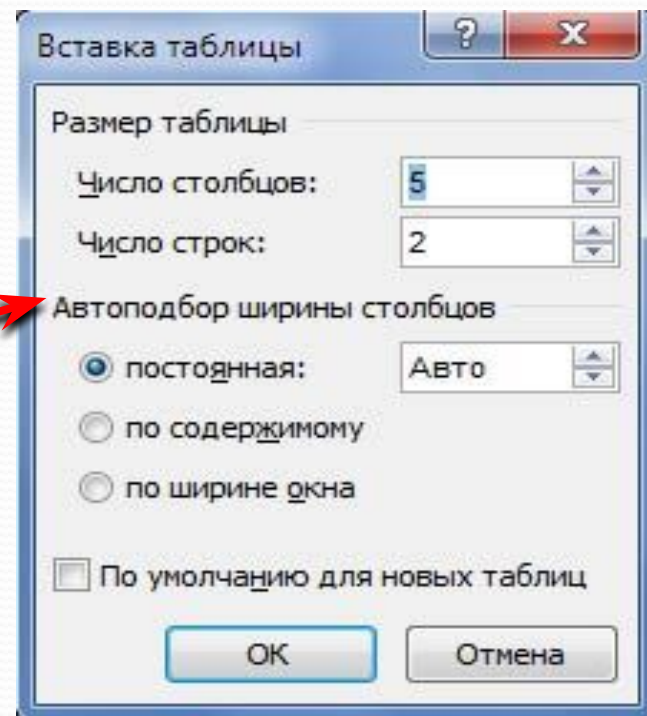 Вставка таблицы ?
Размер таблицы
Число столбцов: 5
Число строк: 2
Автоподбор ширины столбцов
постоянная: Авто
по содержимому
по ширине окна
По умолчанию для новых таблиц
ОК Отмена